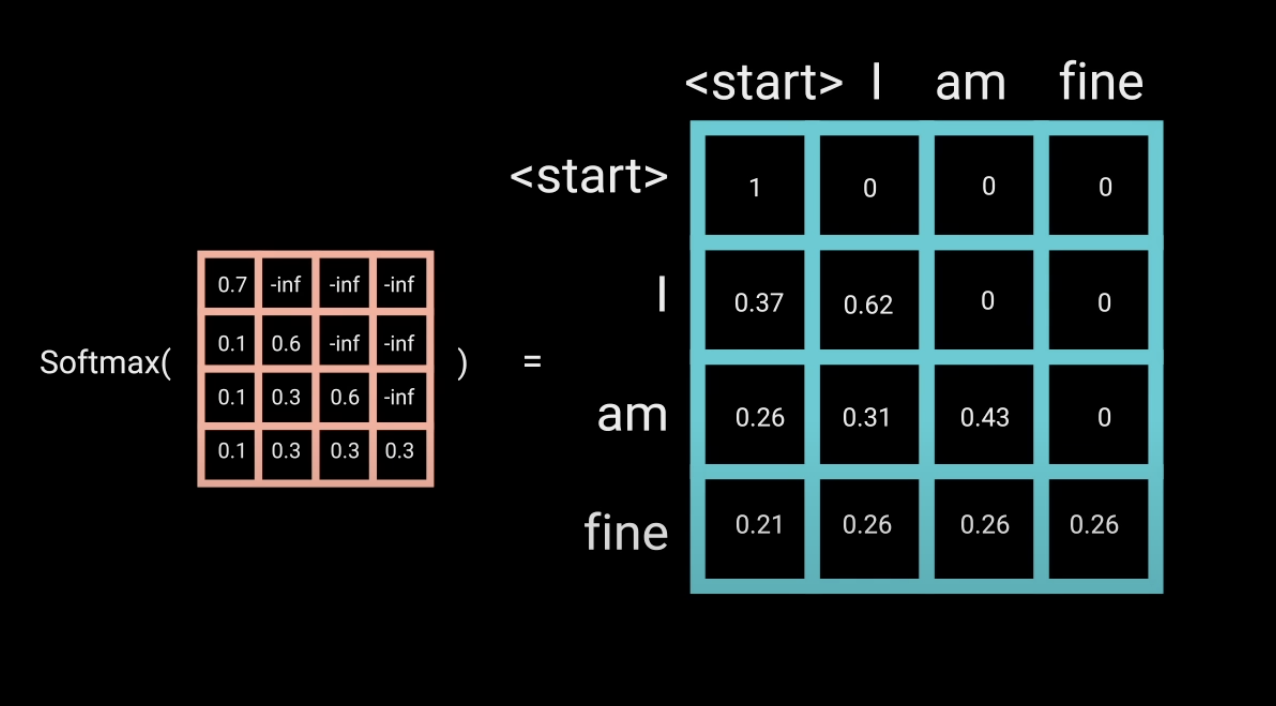 <start> I am fine
<start> 1 0 0 0
I 0.37 0.62 0 0
am 0.26 0.31 0.43 0
fine 0.21 0.26 0.26 0.26
Softmax(
0.7 -inf -inf -inf
0.1 0.6 -inf -inf
0.1 0.3 0.6 -inf
0.1 0.3 0.3 0.3
) =